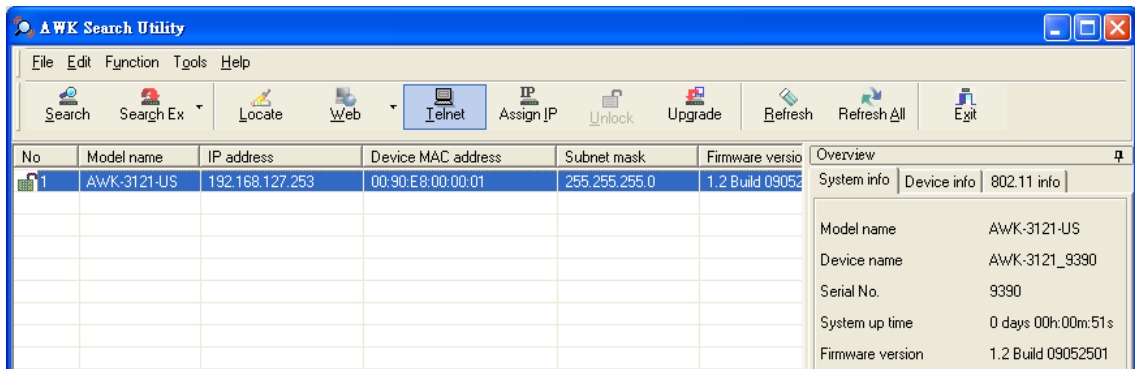 AWK Search Utility
File Edit Function Tools Help
Search Search Ex Locate Web Telnet IP Assign IP Unlock Upgrade Refresh Refresh All Exit
No Model name IP address Device MAC address Subnet mask Firmware versio
1 AWK-3121-US 192.168.127.253 00:90:E8:00:00:01 255.255.255.0 1.2 Build 09052
Overview
System info Device info 802.11 info
Model name AWK-3121-US
Device name AWK-3121_9390
Serial No. 9390
System up time 0 days 00h:00m:51s
Firmware version 1.2 Build 09052501